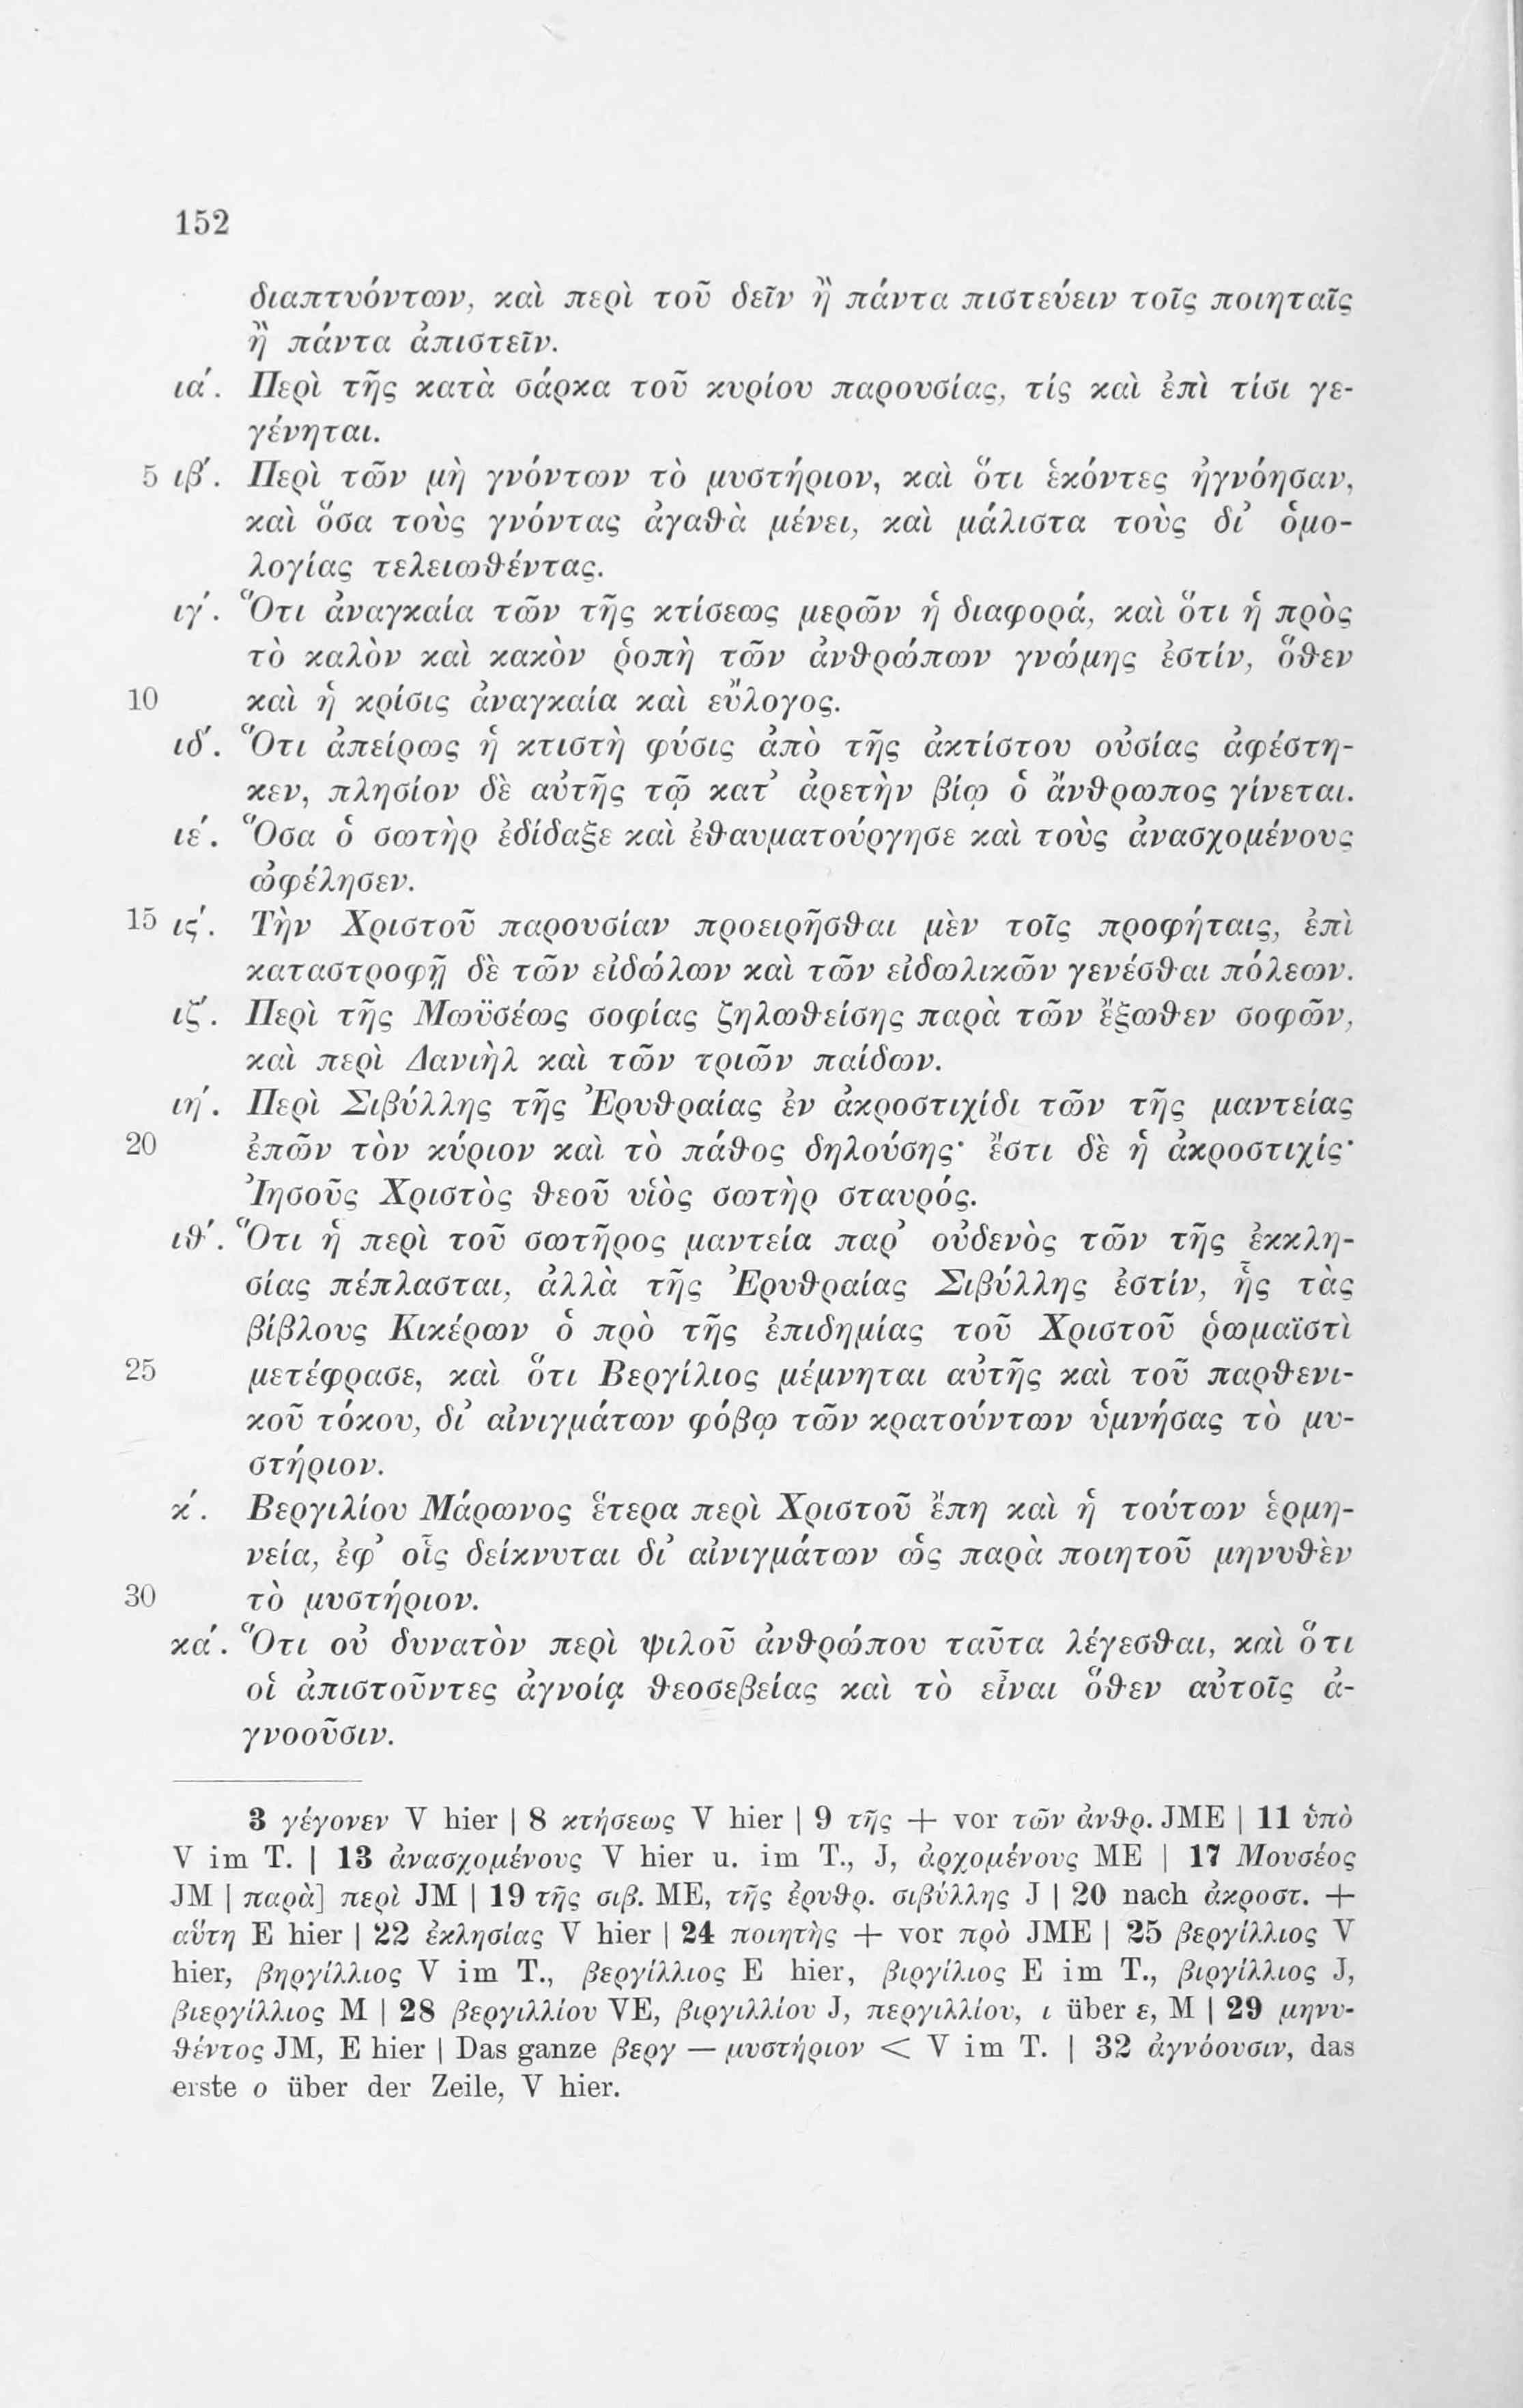 152
διαπτυόντων, καὶ περὶ τοῦ δεῖν ἢ πάντα πιστεύειν τοῖς ποιηταῖς
ἢ πάντα ἀπιστεῖν.
ια΄. Περὶ τῆς κατὰ σάρκα τοῦ κυρίου παρουσίας, τίς καὶ ἐπὶ τίσι γε-
γένηται.
5 ιβ΄. Περὶ τῶν μὴ γνόντων τὸ μυστήριον, καὶ ὅτι ἑκόντες ἠγνόησαν,
καὶ ὅσα τοὺς γνόντας ἀγαθὰ μένει, καὶ μάλιστα τοὺς δι᾽ ὁμο-
λογίας τελειωθέντας.
ιγ΄. Ὅτι ἀναγκαία τῶν τῆς κτίσεως μερῶν ἡ διαφορά, καὶ ὅτι ἡ πρὸς
τὸ καλὸν καὶ κακὸν ῥοπὴ τῶν ἀνθρώπων γνώμης ἐστίν, ὅθεν
10 καὶ ἡ κρίσις ἀναγκαία καὶ εὔλογος.
ιδ΄. Ὅτι ἀπείρως ἡ κτιστὴ φύσις ἀπὸ τῆς ἀκτίστου οὐσίας ἀφέστη-
κεν, πλησίον δὲ αὐτῆς τῷ κατ᾽ ἀρετὴν βίῳ ὁ ἄνθρωπος γίνεται.
ιε΄. Ὅσα ὁ σωτὴρ ἐδίδαξε καὶ ἐθαυματούργησε καὶ τοὺς ἀνασχομένους
ὠφέλησεν.
15 ις΄. Τὴν Χριστοῦ παρουσίαν προειρῆσθαι μὲν τοῖς προφήταις, ἐπὶ
καταστροφῇ δὲ τῶν εἰδώλων καὶ τῶν εἰδωλικῶν γενέσθαι πόλεων.
ιζ΄. Περὶ τῆς Μωϋσέως σοφίας ζηλωθείσης παρὰ τῶν ἔξωθεν σοφῶν,
καὶ περὶ Δανιὴλ καὶ τῶν τριῶν παίδων.
ιη΄. Περὶ Σιβύλλης τῆς Ἐρυθραίας ἐν ἀκροστιχίδι τῶν τῆς μαντείας
20 ἐπῶν τὸν κύριον καὶ τὸ πάθος δηλούσης· ἔστι δὲ ἡ ἀκροστιχίς·
Ἰησοῦς Χριστὸς θεοῦ υἱὸς σωτὴρ σταυρός.
ιθ΄. Ὅτι ἡ περὶ τοῦ σωτῆρος μαντεία παρ᾽ οὐδενὸς τῶν τῆς ἐκκλη-
σίας πέπλασται, ἀλλὰ τῆς Ἐρυθραίας Σιβύλλης ἐστίν, ἧς τὰς
βίβλους Κικέρων ὁ πρὸ τῆς ἐπιδημίας τοῦ Χριστοῦ ῥωμαϊστὶ
25 μετέφρασε, καὶ ὅτι Βεργίλιος μέμνηται αὐτῆς καὶ τοῦ παρθενι-
κοῦ τόκου, δι᾽ αἰνιγμάτων φόβῳ τῶν κρατούντων ὑμνήσας τὸ μυ-
στήριον.
κ΄. Βεργιλίου Μάρωνος ἕτερα περὶ Χριστοῦ ἔπη καὶ ἡ τούτων ἑρμη-
νεία, ἐφ᾽ οἷς δείκνυται δι᾽ αἰνιγμάτων ὡς παρὰ ποιητοῦ μηνυθὲν
30 τὸ μυστήριον.
κα΄. Ὅτι οὐ δυνατὸν περὶ ψιλοῦ ἀνθρώπου ταῦτα λέγεσθαι, καὶ ὅτι
οἱ ἀπιστοῦντες ἀγνοίᾳ θεοσεβείας καὶ τὸ εἶναι ὅθεν αὐτοῖς ἀ-
γνοοῦσιν.
3 γέγονεν V hier | 8 κτήσεως V hier | 9 τῆς + vor τῶν ἀνθρ. JME | 11 ὑπὸ
V im T. | 13 ἀνασχομένους V hier u. im T., J, ἀρχομένους ME | 17 Μουσέος
JM | παρὰ] περὶ JM | 19 τῆς σιβ. ME, τῆς ἐρυθρ. σιβύλλης J | 20 nach ἀκροστ. +
αὕτη E hier | 22 ἐκλησίας V hier | 24 ποιητὴς + vor πρὸ JME | 25 βεργίλλιος V
hier, βηργίλλιος V im T., βεργίλλιος E hier, βιργίλιος E im T., βιργίλλιος J,
βιεργίλλιος M | 28 βεργιλλίου VE, βιργιλλίου J, περγιλλίου, ι über ε, M | 29 μηνυ-
θέντος JM, E hier | Das ganze βεργ — μυστήριον < V im T. | 32 ἀγνόουσιν, das
erste ο über der Zeile, V hier.